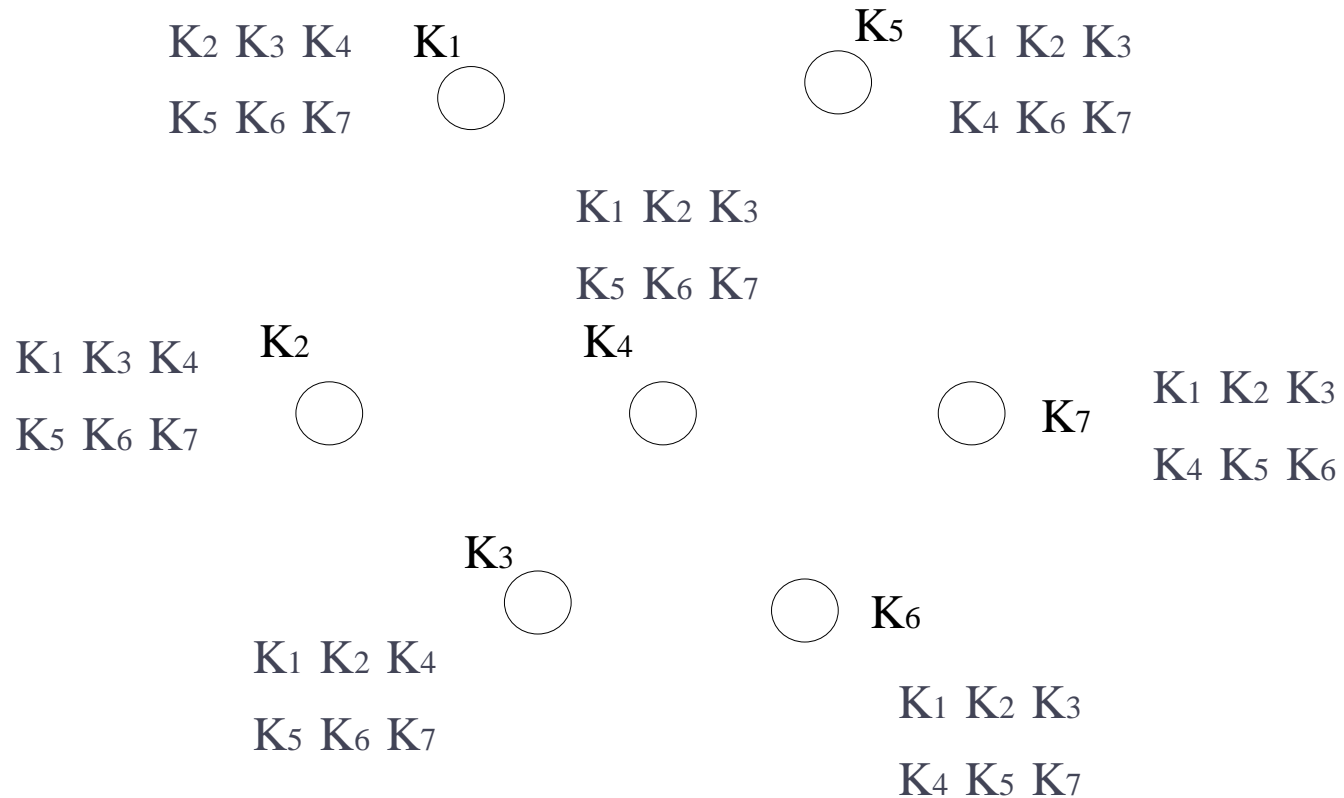 K5
K2 K3 K4 K1 K1 K2 K3
K5 K6 K7 K4 K6 K7
K1 K2 K3
K5 K6 K7
K2 K4
K1 K3 K4
K1 K2 K3
K7
K5 K6 K7
K4 K5 K6
K3
K6
K1 K2 K4
K1 K2 K3
K5 K6 K7
K4 K5 K7